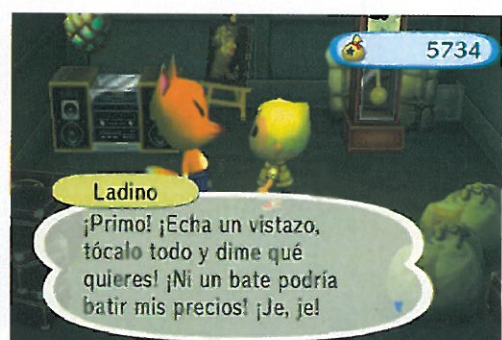 5734
Ladino
¡Primo! ¡Echa un vistazo,
tócalo todo y dime qué
quieres! ¡Ni un bate podría
batir mis precios! ¡Je, je!